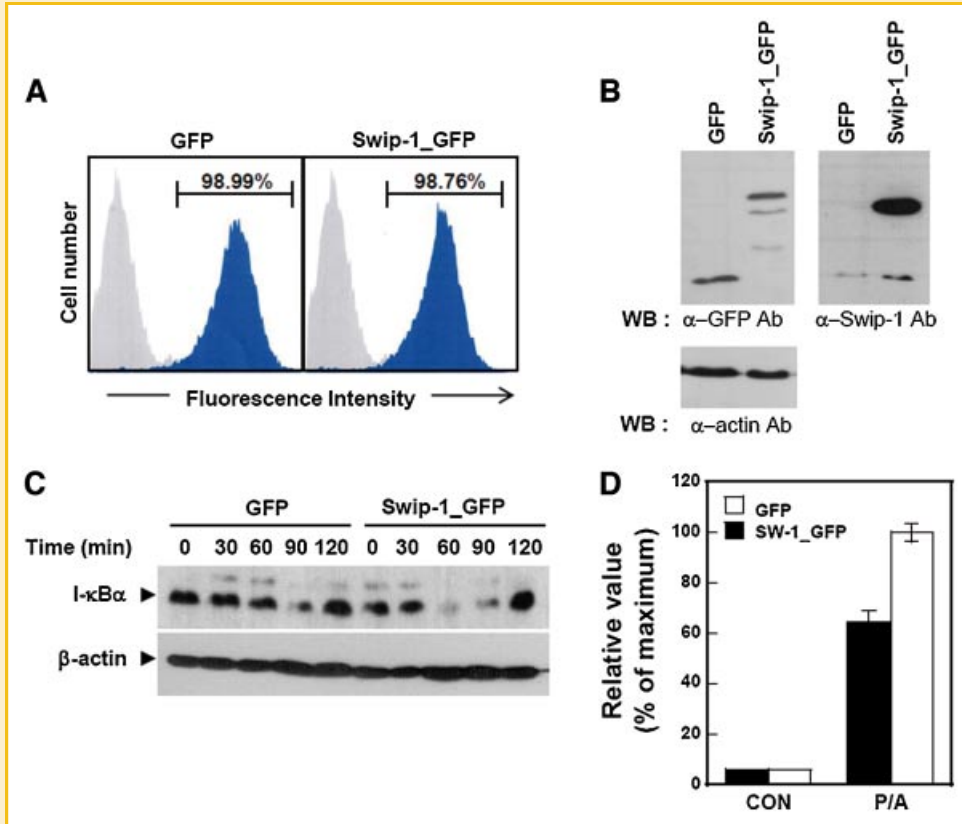 A
GFP
Swip-1_GFP
98.99%
98.76%
Cell number
Fluorescence Intensity
B
GFP
Swip-1_GFP
GFP
Swip-1_GFP
WB : α–GFP Ab
α–Swip-1 Ab
WB : α–actin Ab
C
GFP
Swip-1_GFP
Time (min) 0 30 60 90 120 0 30 60 90 120
I-κBα
β-actin
D
Relative value
(% of maximum)
120
100
80
60
40
20
0
GFP
SW-1_GFP
CON
P/A